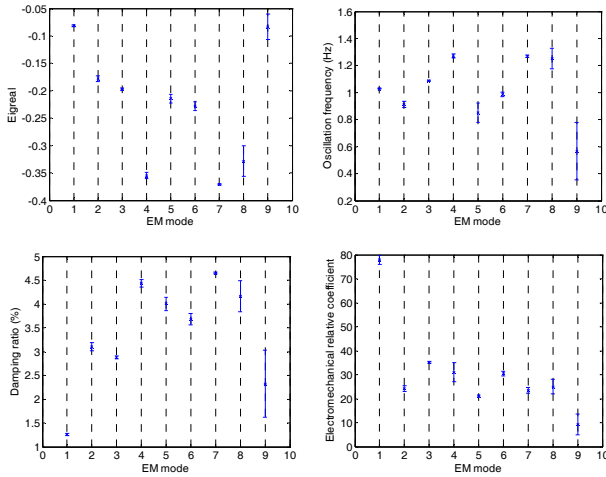 -0.05
-0.1
-0.15
-0.2
-0.25
-0.3
-0.35
-0.4
Eigreal
0 1 2 3 4 5 6 7 8 9 10
EM mode
1.6
1.4
1.2
1
0.8
0.6
0.4
0.2
Oscillation frequency (Hz)
0 1 2 3 4 5 6 7 8 9 10
EM mode
5
4.5
4
3.5
3
2.5
2
1.5
1
Damping ratio (%)
0 1 2 3 4 5 6 7 8 9 10
EM mode
80
70
60
50
40
30
20
10
0
Electromechanical relative coefficient
0 1 2 3 4 5 6 7 8 9 10
EM mode